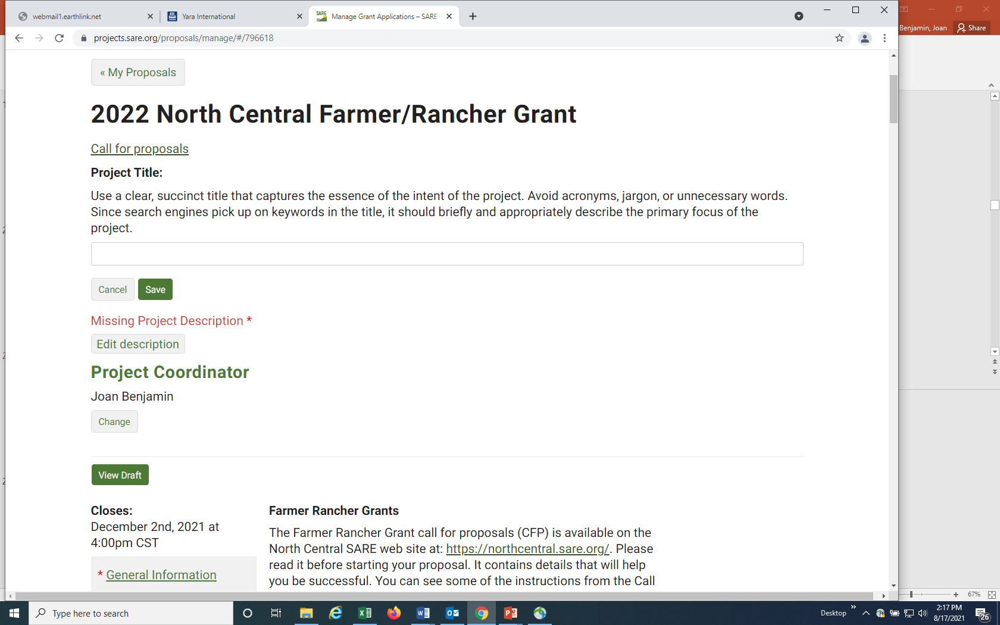 webmail1.earthlink.net
Yara International
SARE
Manage Grant Applications – SARE
projects.sare.org/proposals/manage/#/796618
Benjamin, Joan
Share
« My Proposals
2022 North Central Farmer/Rancher Grant
Call for proposals
Project Title:
Use a clear, succinct title that captures the essence of the intent of the project. Avoid acronyms, jargon, or unnecessary words.
Since search engines pick up on keywords in the title, it should briefly and appropriately describe the primary focus of the
project.
Cancel
Save
Missing Project Description *
Edit description
Project Coordinator
Joan Benjamin
Change
View Draft
Closes:
December 2nd, 2021 at
4:00pm CST
* General Information
Farmer Rancher Grants
The Farmer Rancher Grant call for proposals (CFP) is available on the
North Central SARE web site at: https://northcentral.sare.org/. Please
read it before starting your proposal. It contains details that will help
you be successful. You can see some of the instructions from the Call
67%
Type here to search
Desktop
2:17 PM
8/17/2021
26